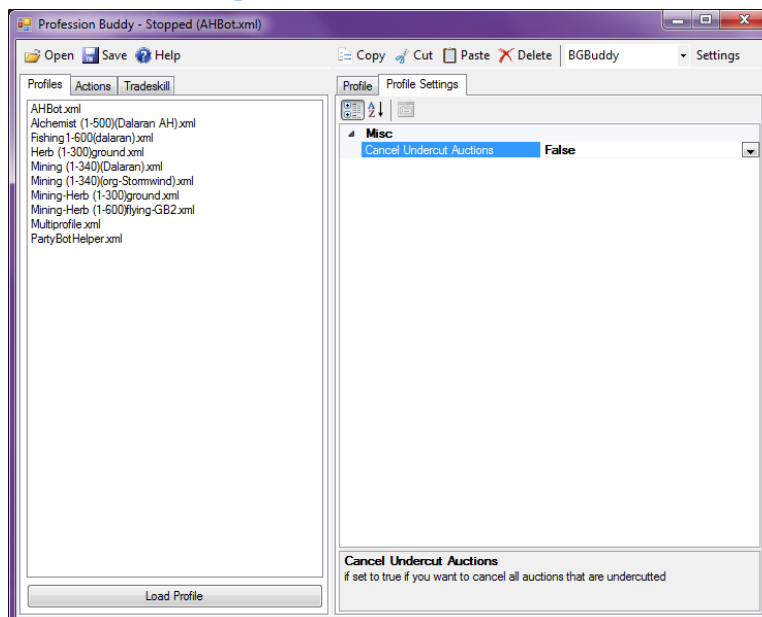 Profession Buddy - Stopped (AHBot.xml)
Open Save Help
Copy Cut Paste Delete BGBuddy Settings
Profiles Actions Tradeskill
AHBot.xml
Alchemist (1-500)(Dalaran AH).xml
Fishing1-600(dalaran).xml
Herb (1-300)ground.xml
Mining (1-340)(Dalaran).xml
Mining (1-340)(org-Stormwind).xml
Mining-Herb (1-300)ground.xml
Mining-Herb (1-600)flying-GB2.xml
Multiprofile.xml
PartyBotHelper.xml
Load Profile
Profile Profile Settings
Misc
Cancel Undercut Auctions False
Cancel Undercut Auctions
if set to true if you want to cancel all auctions that are undercutted